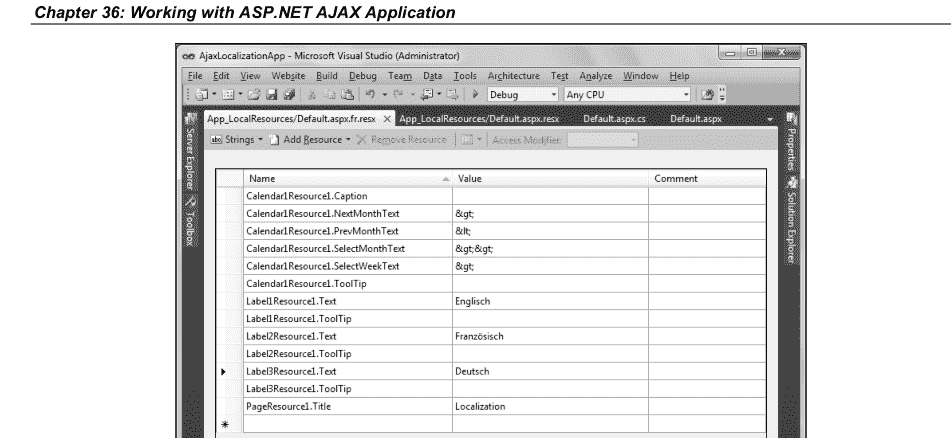 Chapter 36: Working with ASP.NET AJAX Application
AjaxLocalizationApp - Microsoft Visual Studio (Administrator)
File Edit View Website Build Debug Team Data Tools Architecture Test Analyze Window Help
Debug Any CPU
App_LocalResources/Default.aspx.fr.resx App_LocalResources/Default.aspx.resx Default.aspx.cs Default.aspx
Strings Add Resource Remove Resource Access Modifier:
Server Explorer
Toolbox
Properties
Solution Explorer
Name Value Comment
Calendar1Resource1.Caption
Calendar1Resource1.NextMonthText &gt;
Calendar1Resource1.PrevMonthText &lt;
Calendar1Resource1.SelectMonthText &gt;&gt;
Calendar1Resource1.SelectWeekText &gt;
Calendar1Resource1.ToolTip
Label1Resource1.Text Englisch
Label1Resource1.ToolTip
Label2Resource1.Text Französisch
Label2Resource1.ToolTip
Label3Resource1.Text Deutsch
Label3Resource1.ToolTip
PageResource1.Title Localization